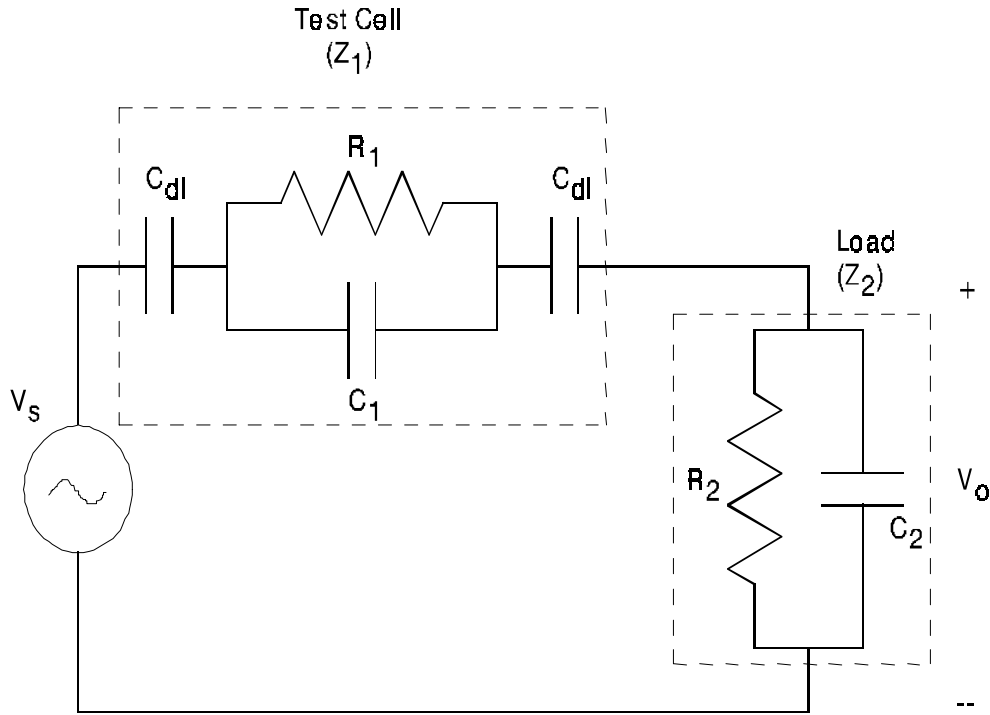 Test Cell
(Z1)
R1
Cdl
Cdl
Load
(Z2)
+
C1
Vs
R2
Vo
C2
--